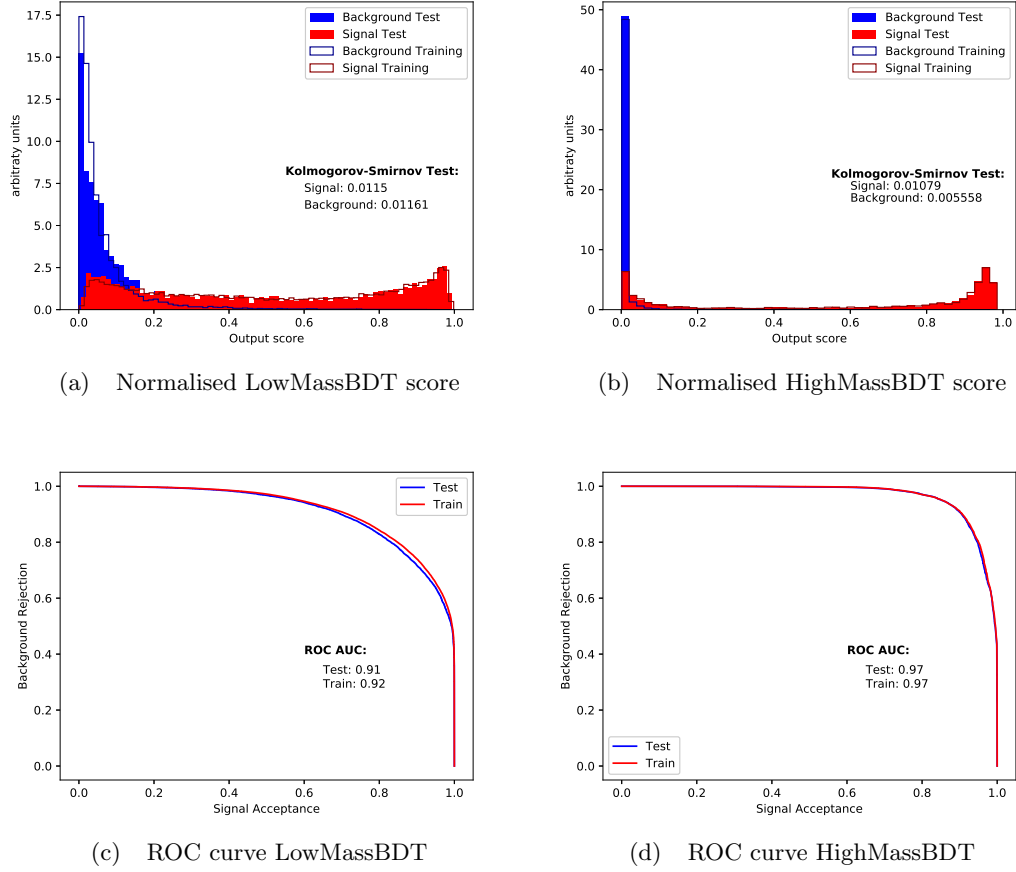 17.5
15.0
12.5
10.0
7.5
5.0
2.5
0.0
arbitraty units
Background Test
Signal Test
Background Training
Signal Training
Kolmogorov-Smirnov Test:
Signal: 0.0115
Background: 0.01161
0.0 0.2 0.4 0.6 0.8 1.0
Output score
(a) Normalised LowMassBDT score
50
40
30
20
10
0
arbitraty units
Background Test
Signal Test
Background Training
Signal Training
Kolmogorov-Smirnov Test:
Signal: 0.01079
Background: 0.005558
0.0 0.2 0.4 0.6 0.8 1.0
Output score
(b) Normalised HighMassBDT score
1.0
0.8
0.6
0.4
0.2
0.0
Background Rejection
Test
Train
ROC AUC:
Test: 0.91
Train: 0.92
0.0 0.2 0.4 0.6 0.8 1.0
Signal Acceptance
(c) ROC curve LowMassBDT
1.0
0.8
0.6
0.4
0.2
0.0
Background Rejection
ROC AUC:
Test: 0.97
Train: 0.97
Test
Train
0.0 0.2 0.4 0.6 0.8 1.0
Signal Acceptance
(d) ROC curve HighMassBDT